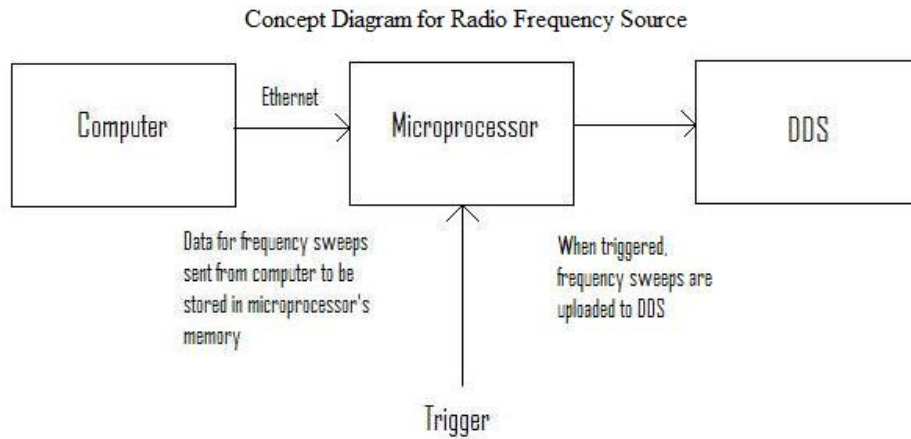 Concept Diagram for Radio Frequency Source
Computer
Ethernet
Microprocessor
DDS
Data for frequency sweeps
sent from computer to be
stored in microprocessor's
memory
When triggered,
frequency sweeps are
uploaded to DDS
Trigger